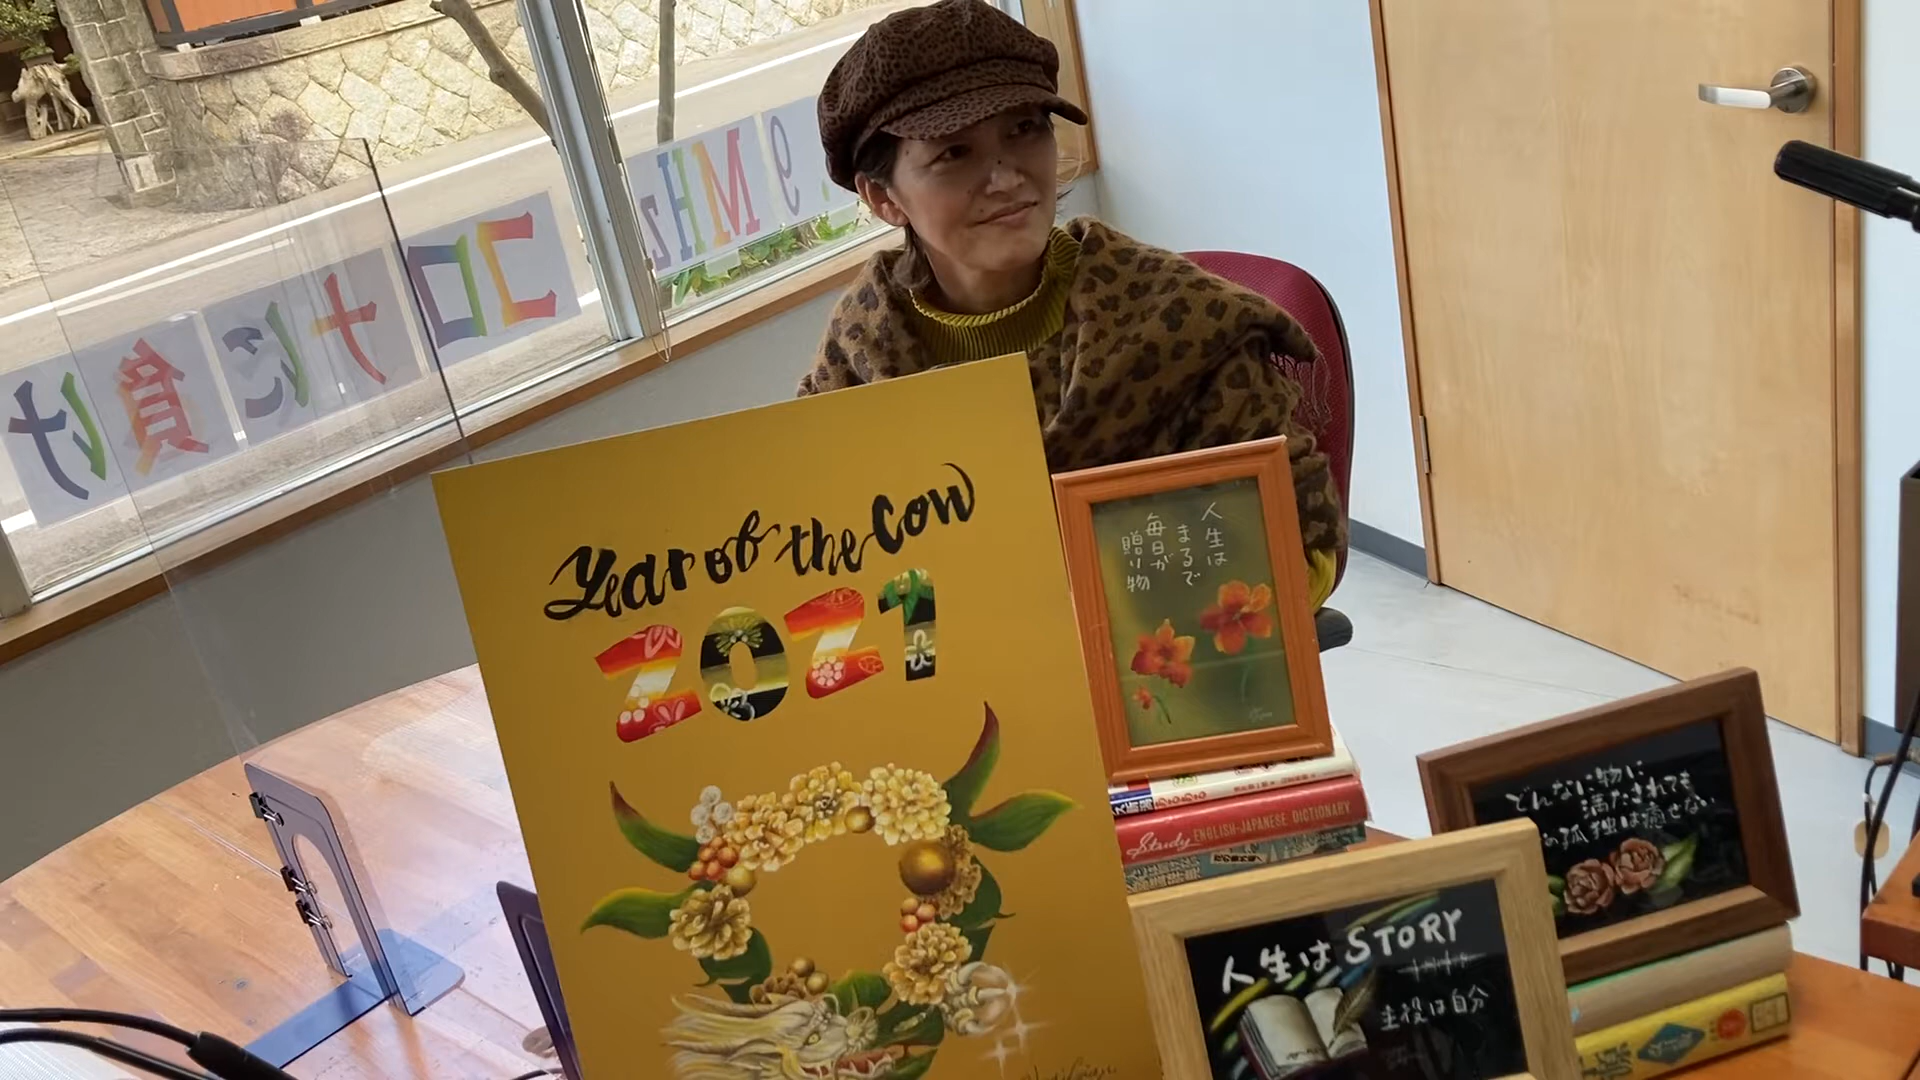 コロナに負け
.9MHz
Year of the Cow
2021
人生は
まるで
毎日が
贈り物
Study ENGLISH-JAPANESE DICTIONARY
どんなに物に
満たされても
孤独は癒せない
人生はSTORY
主役は自分